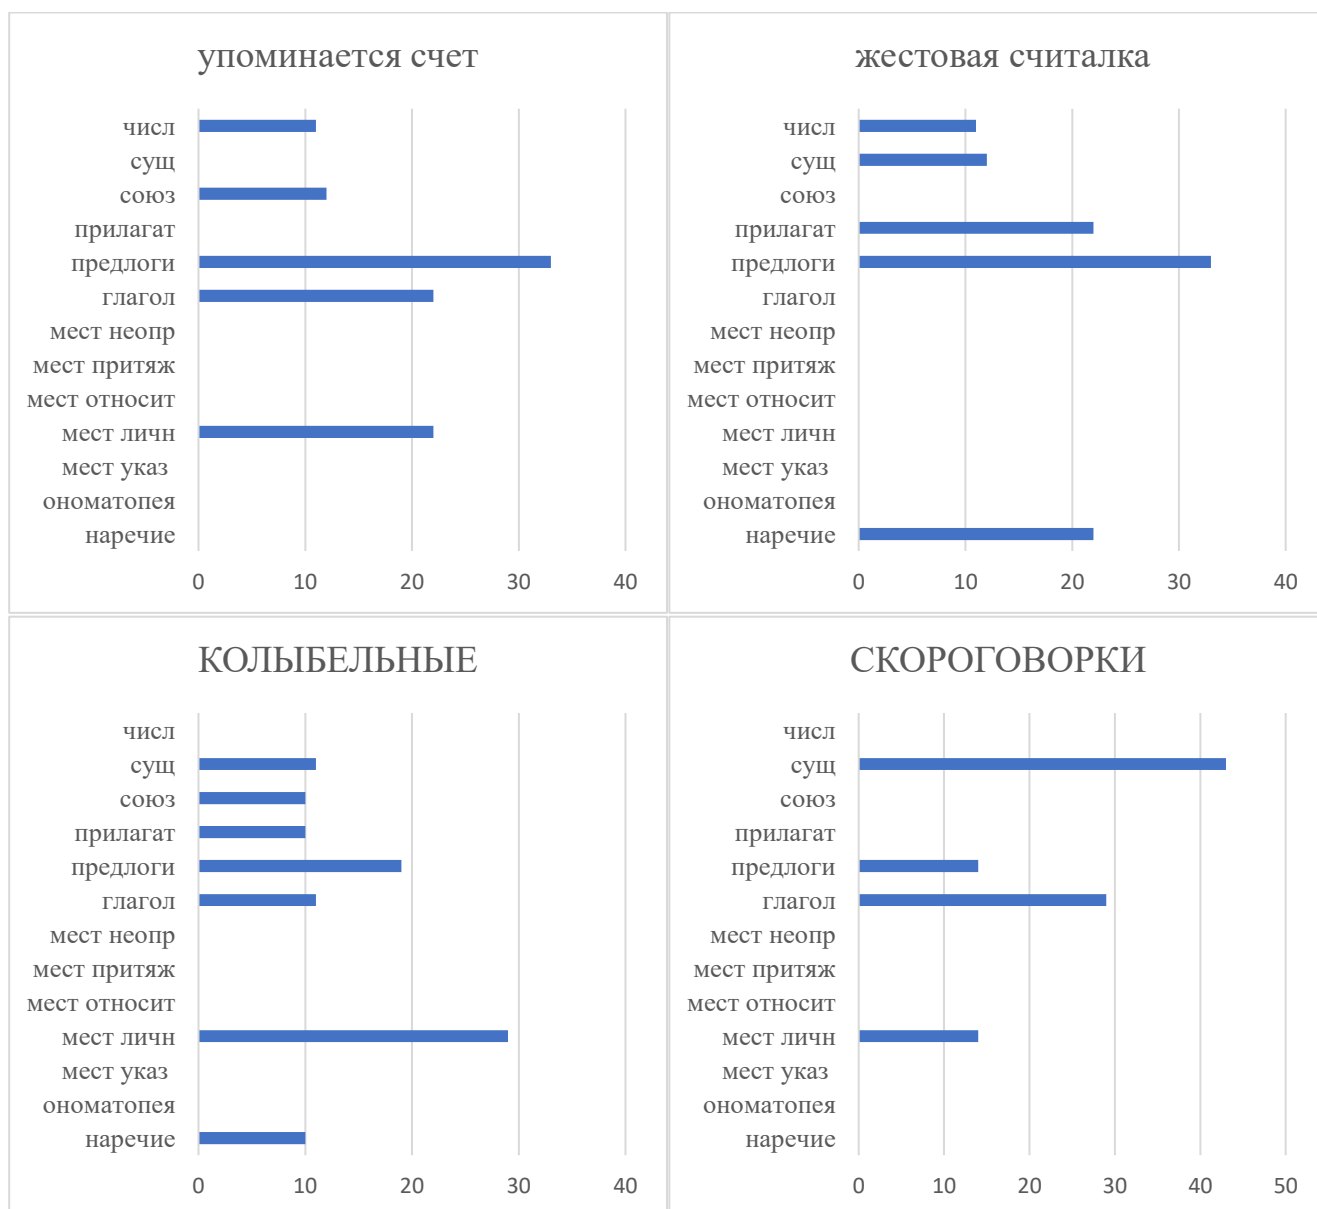 упоминается счет
числ
сущ
союз
прилагат
предлоги
глагол
мест неопр
мест притяж
мест относит
мест личн
мест указ
ономатопея
наречие
0 10 20 30 40
жестовая считалка
числ
сущ
союз
прилагат
предлоги
глагол
мест неопр
мест притяж
мест относит
мест личн
мест указ
ономатопея
наречие
0 10 20 30 40
КОЛЫБЕЛЬНЫЕ
числ
сущ
союз
прилагат
предлоги
глагол
мест неопр
мест притяж
мест относит
мест личн
мест указ
ономатопея
наречие
0 10 20 30 40
СКОРОГОВОРКИ
числ
сущ
союз
прилагат
предлоги
глагол
мест неопр
мест притяж
мест относит
мест личн
мест указ
ономатопея
наречие
0 10 20 30 40 50